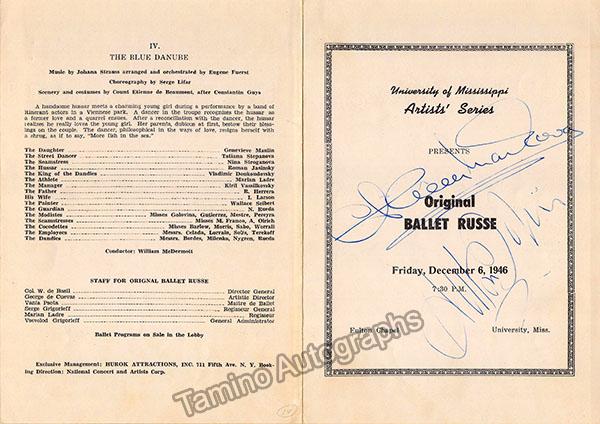 IV.
THE BLUE DANUBE
Music by Johann Strauss arranged and orchestrated by Eugene Fuerst
Choreography by Serge Lifar
Scenery and costumes by Count Etienne de Beaumont, after Constantin Guys
A handsome hussar meets a charming young girl during a performance by a band of
itinerant actors in a Viennese park. A dancer in the troupe recognizes the hussar as
a former love and a quarrel ensues. After a reconciliation with the dancer, the hussar
realizes he really loves the young girl. Her parents, dubious at first, bestow their bless-
ings on the couple. The dancer, philosophical in the ways of love, resigns herself with
a shrug, as if to say, "More fish in the sea."
The Daughter Genevieve Moulin
The Street Dancer Tatiana Stepanova
The Seamstress Nina Stroganova
The Hussar Roman Jasinsky
The King of the Dandies Vladimir Doukoudovsky
The Athlete Marian Ladre
The Manager Kiril Vassilkovsky
The Father R. Herrera
His Wife I. Larson
The Painter Wallace Seibert
The Guardian N. Rueda
The Modistes Misses Golovina, Gutierrez, Mestre, Pereyra
The Seamstresses Misses M. Franca, A. Olrich
The Cocodettes Misses Barlow, Morris, Sabo, Worrall
The Employees Messrs. Celada, Lorrain, Solis, Terekoff
The Dandies Messrs. Bordes, Milenko, Nygren, Rueda
Conductor: William McDermott
STAFF FOR ORIGINAL BALLET RUSSE
Col. W. de Basil Director General
George de Cuevas Artistic Director
Vania Psota Maitre de Ballet
Serge Grigorieff Regisseur General
Marian Ladre Regisseur
Vsevolod Grigorieff General Administrator
Ballet Programs on Sale in the Lobby
Exclusive Management: HUROK ATTRACTIONS, INC. 711 Fifth Ave. N. Y. Book-
ing Direction: National Concert and Artists Corp.
University of Mississippi
Artists' Series
PRESENTS
Original
BALLET RUSSE
Friday, December 6, 1946
7:30 P.M.
Fulton Chapel University, Miss.
Tamino Autographs